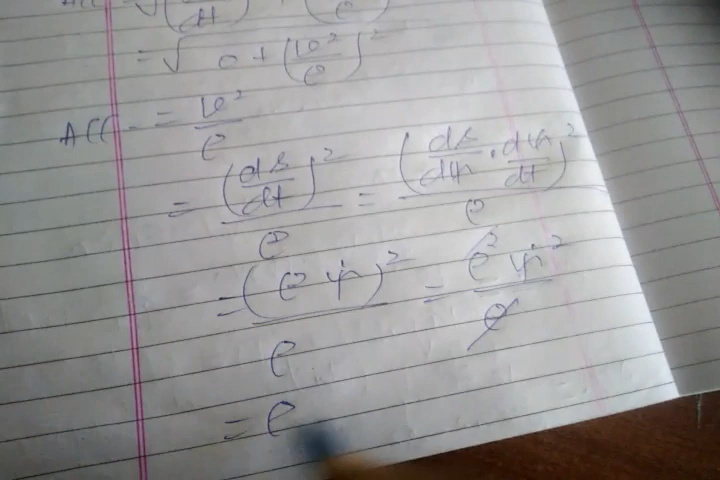 = √ 0 + (v²/ρ)²
Acc. = v²/ρ
= (ds/dt)²/ρ = (ds/dψ · dψ/dt)²/ρ
= (ρ ψ̇)²/ρ = ρ² ψ̇²/ρ
= ρ